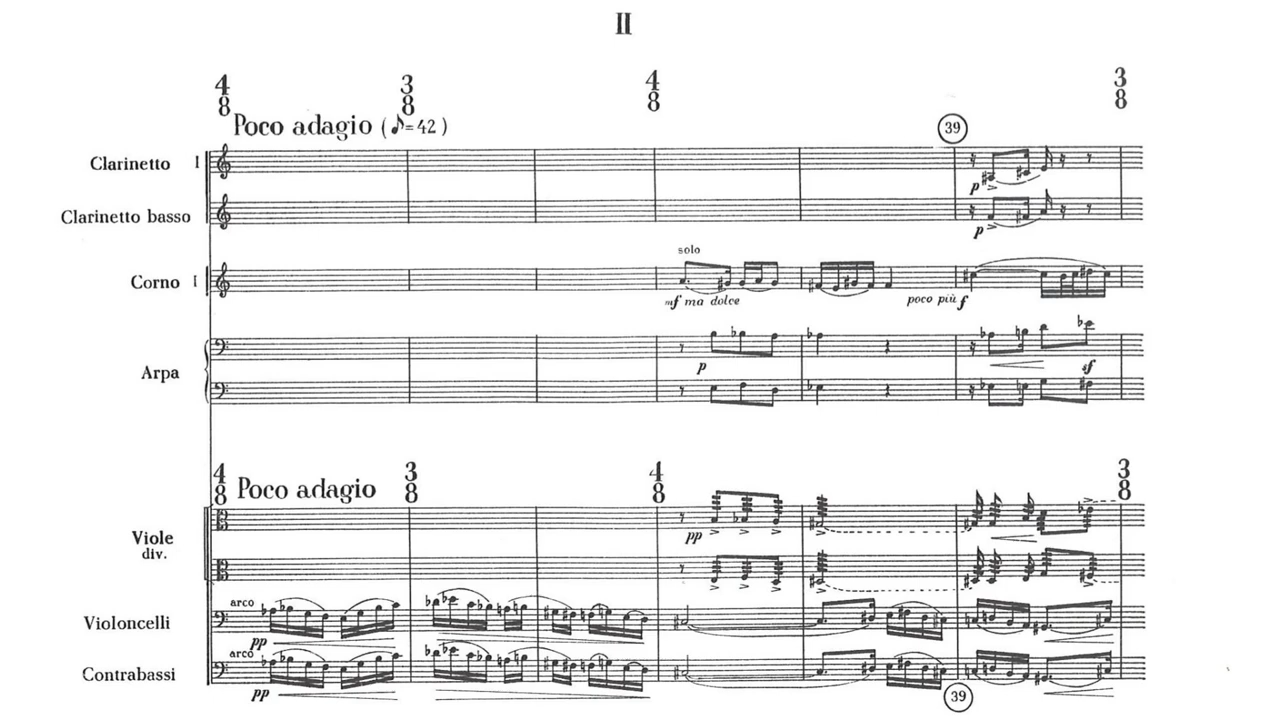 II
4 3 4 3
8 8 8 8
Poco adagio (♪=42)
39
Clarinetto I
p
Clarinetto basso
p
solo
Corno I
mf ma dolce poco più f
Arpa
p sf
4 3 4 3
8 8 8 8
Poco adagio
Viole
div.
pp
arco
Violoncelli
pp
arco
Contrabassi
pp
39